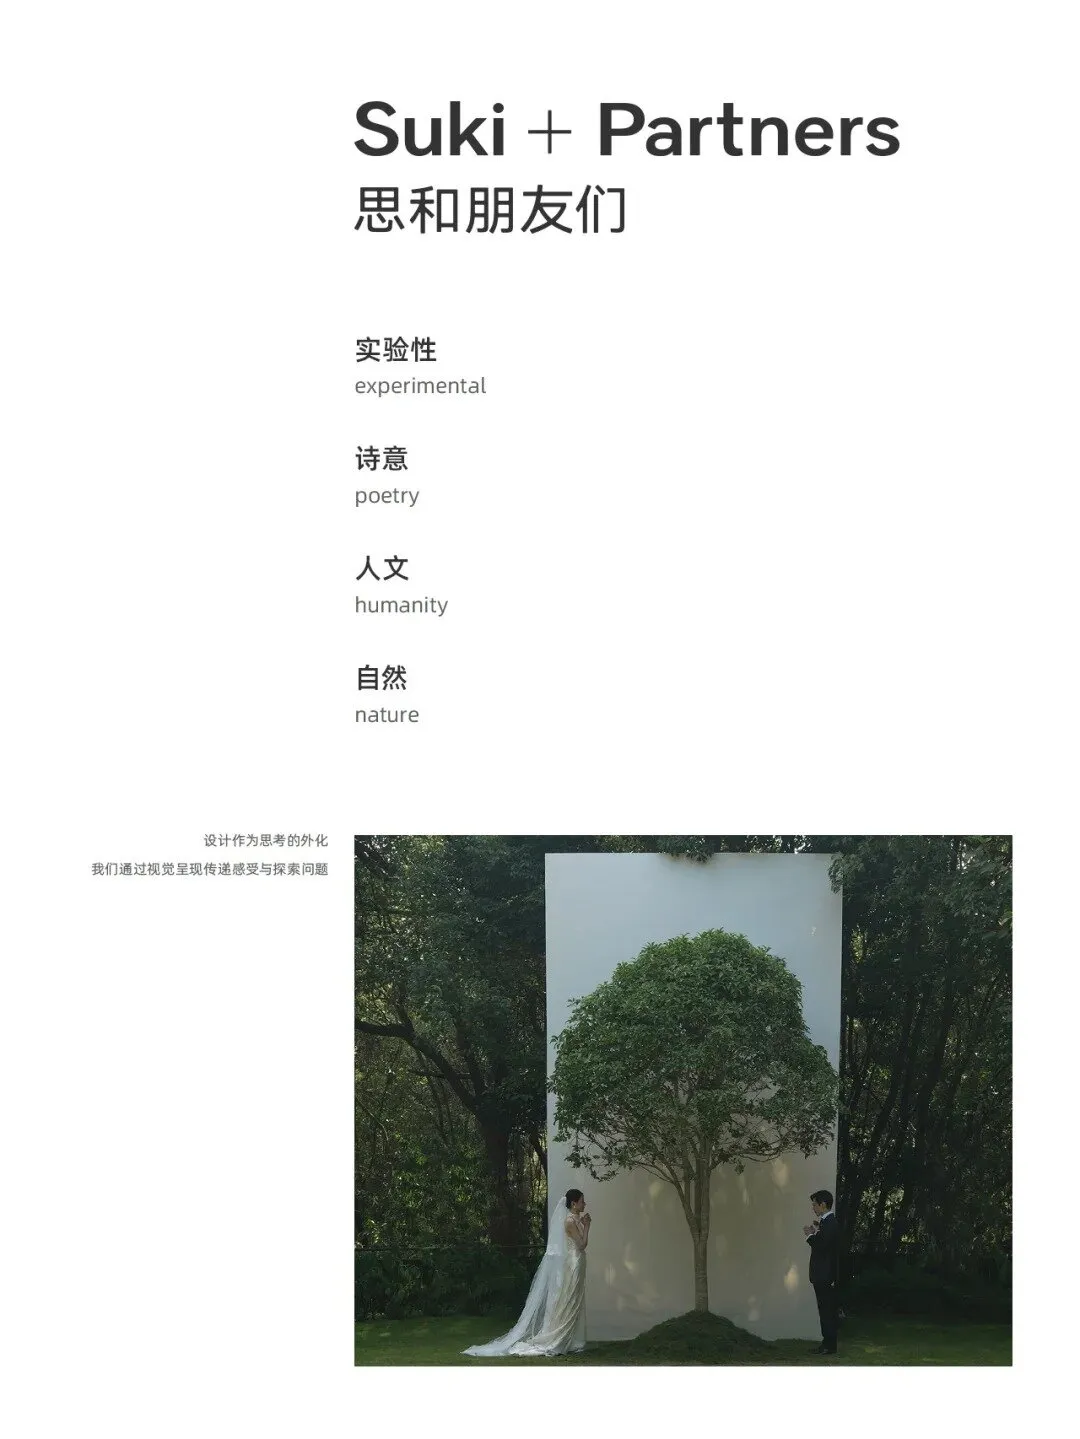 Suki + Partners
思和朋友们
实验性
experimental
诗意
poetry
人文
humanity
自然
nature
设计作为思考的外化
我们通过视觉呈现传递感受与探索问题